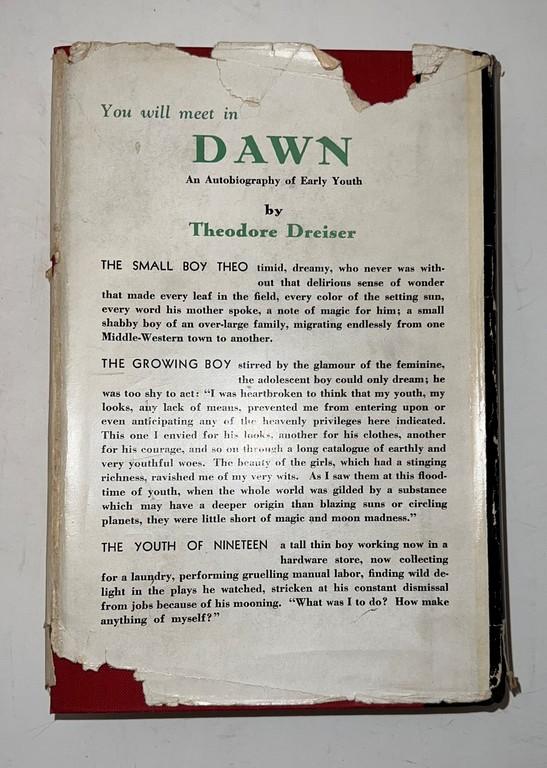 You will meet in
DAWN
An Autobiography of Early Youth
by
Theodore Dreiser
THE SMALL BOY THEO timid, dreamy, who never was with-
out that delirious sense of wonder
that made every leaf in the field, every color of the setting sun,
every word his mother spoke, a note of magic for him; a small
shabby boy of an over-large family, migrating endlessly from one
Middle-Western town to another.
THE GROWING BOY stirred by the glamour of the feminine,
the adolescent boy could only dream; he
was too shy to act: "I was heartbroken to think that my youth, my
looks, any lack of means, prevented me from entering upon or
even anticipating any of the heavenly privileges here indicated.
This one I envied for his looks, another for his clothes, another
for his courage, and so on through a long catalogue of earthly and
very youthful woes. The beauty of the girls, which had a stinging
richness, ravished me of my very wits. As I saw them at this flood-
time of youth, when the whole world was gilded by a substance
which may have a deeper origin than blazing suns or circling
planets, they were little short of magic and moon madness."
THE YOUTH OF NINETEEN a tall thin boy working now in a
hardware store, now collecting
for a laundry, performing gruelling manual labor, finding wild de-
light in the plays he watched, stricken at his constant dismissal
from jobs because of his mooning. "What was I to do? How make
anything of myself?"